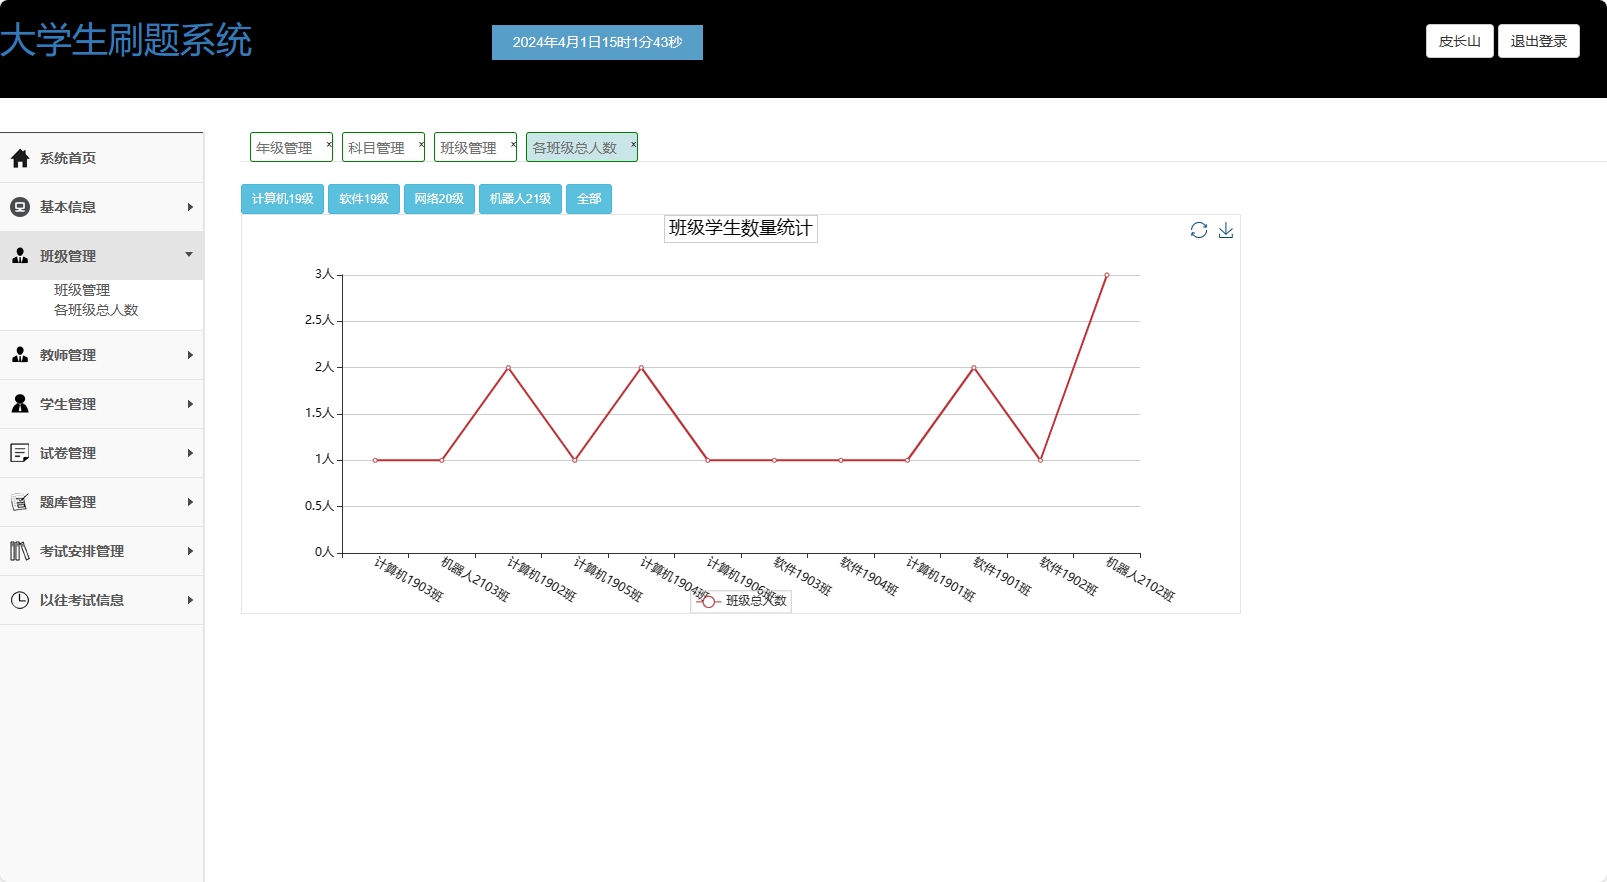 大学生刷题系统
2024年4月1日15时1分43秒
皮长山
退出登录
系统首页
基本信息
班级管理
班级管理
各班级总人数
教师管理
学生管理
试卷管理
题库管理
考试安排管理
以往考试信息
年级管理 ×
科目管理 ×
班级管理 ×
各班级总人数 ×
计算机19级
软件19级
网络20级
机器人21级
全部
班级学生数量统计
3人
2.5人
2人
1.5人
1人
0.5人
0人
计算机1903班
机器人2103班
计算机1902班
计算机1905班
计算机1904班
计算机1906班
软件1903班
软件1904班
计算机1901班
软件1901班
软件1902班
机器人2102班
班级总人数